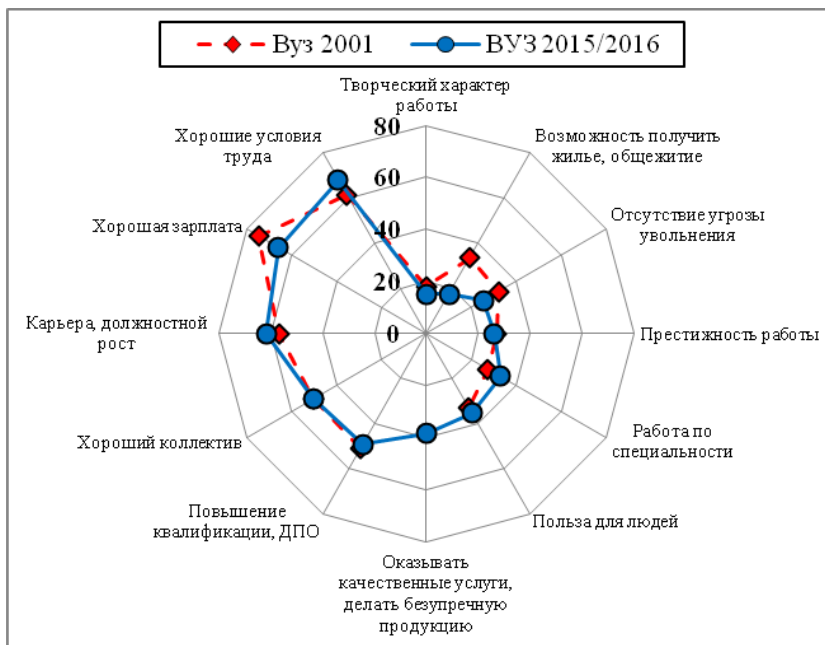 Вуз 2001 ВУЗ 2015/2016
Творческий характер
работы
Возможность получить
жилье, общежитие
Отсутствие угрозы
увольнения
Престижность работы
Работа по
специальности
Польза для людей
Оказывать
качественные услуги,
делать безупречную
продукцию
Повышение
квалификации, ДПО
Хороший коллектив
Карьера, должностной
рост
Хорошая зарплата
Хорошие условия
труда
80
60
40
20
0